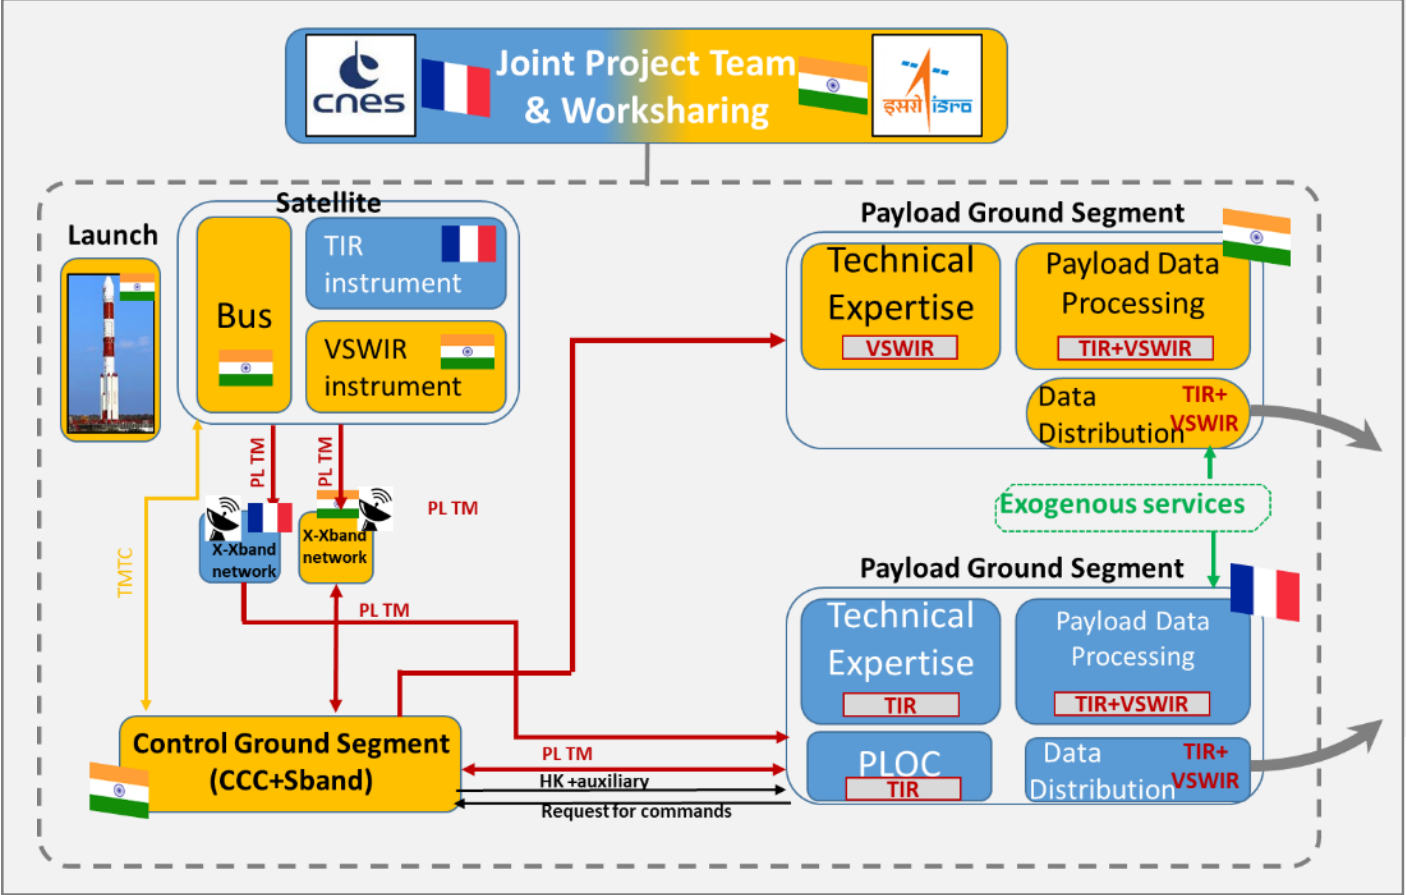 cnes
Joint Project Team
& Worksharing
इसरो isro
Satellite
Launch
Bus
TIR
instrument
VSWIR
instrument
Payload Ground Segment
Technical
Expertise
VSWIR
Payload Data
Processing
TIR+VSWIR
Data
Distribution
TIR+
VSWIR
PL TM
PL TM
PL TM
X-Xband
network
X-Xband
network
TMTC
PL TM
Exogenous services
Payload Ground Segment
Technical
Expertise
TIR
Payload Data
Processing
TIR+VSWIR
PLOC
TIR
Data
Distribution
TIR+
VSWIR
Control Ground Segment
(CCC+Sband)
PL TM
HK +auxiliary
Request for commands